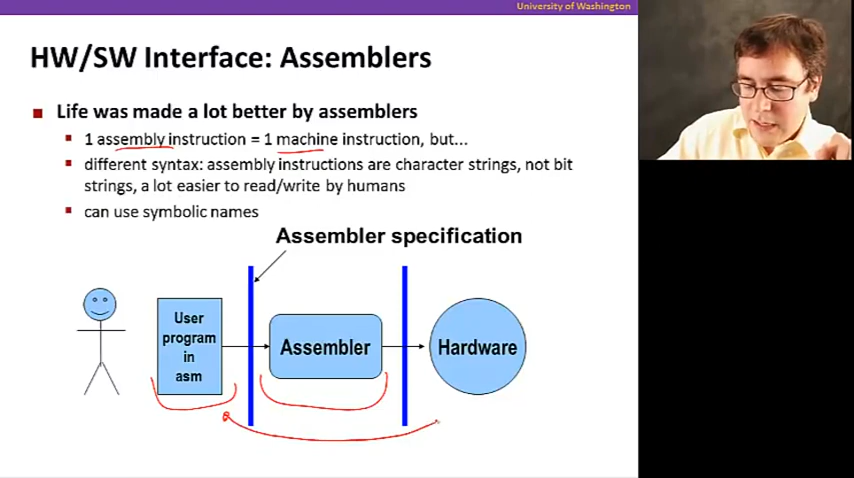 University of Washington
HW/SW Interface: Assemblers
Life was made a lot better by assemblers
1 assembly instruction = 1 machine instruction, but...
different syntax: assembly instructions are character strings, not bit
strings, a lot easier to read/write by humans
can use symbolic names
Assembler specification
User
program
in
asm
Assembler
Hardware